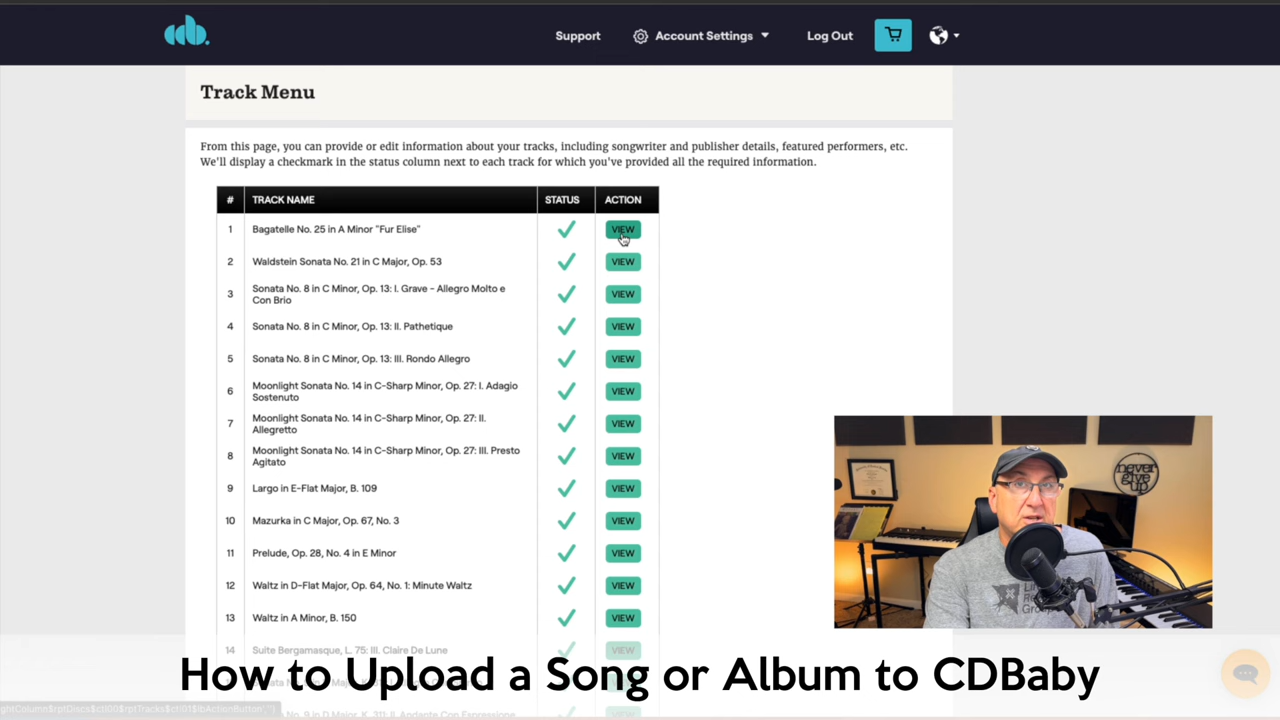 cdb.
Support
Account Settings
Log Out
Track Menu
From this page, you can provide or edit information about your tracks, including songwriter and publisher details, featured performers, etc.
We'll display a checkmark in the status column next to each track for which you've provided all the required information.
# TRACK NAME STATUS ACTION
1 Bagatelle No. 25 in A Minor "Fur Elise" VIEW
2 Waldstein Sonata No. 21 in C Major, Op. 53 VIEW
3 Sonata No. 8 in C Minor, Op. 13: I. Grave - Allegro Molto e
Con Brio VIEW
4 Sonata No. 8 in C Minor, Op. 13: II. Pathetique VIEW
5 Sonata No. 8 in C Minor, Op. 13: III. Rondo Allegro VIEW
6 Moonlight Sonata No. 14 in C-Sharp Minor, Op. 27: I. Adagio
Sostenuto VIEW
7 Moonlight Sonata No. 14 in C-Sharp Minor, Op. 27: II.
Allegretto VIEW
8 Moonlight Sonata No. 14 in C-Sharp Minor, Op. 27: III. Presto
Agitato VIEW
9 Largo in E-Flat Major, B. 109 VIEW
10 Mazurka in C Major, Op. 67, No. 3 VIEW
11 Prelude, Op. 28, No. 4 in E Minor VIEW
12 Waltz in D-Flat Major, Op. 64, No. 1: Minute Waltz VIEW
13 Waltz in A Minor, B. 150 VIEW
14 Suite Bergamasque, L. 75: III. Claire De Lune VIEW
never
give
up
How to Upload a Song or Album to CDBaby